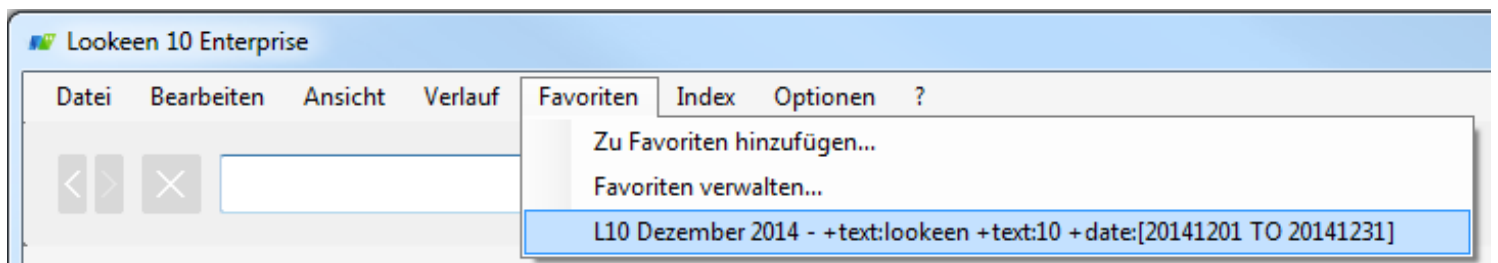 Lookeen 10 Enterprise
Datei Bearbeiten Ansicht Verlauf Favoriten Index Optionen ?
Zu Favoriten hinzufügen...
Favoriten verwalten...
L10 Dezember 2014 - +text:lookeen +text:10 +date:[20141201 TO 20141231]